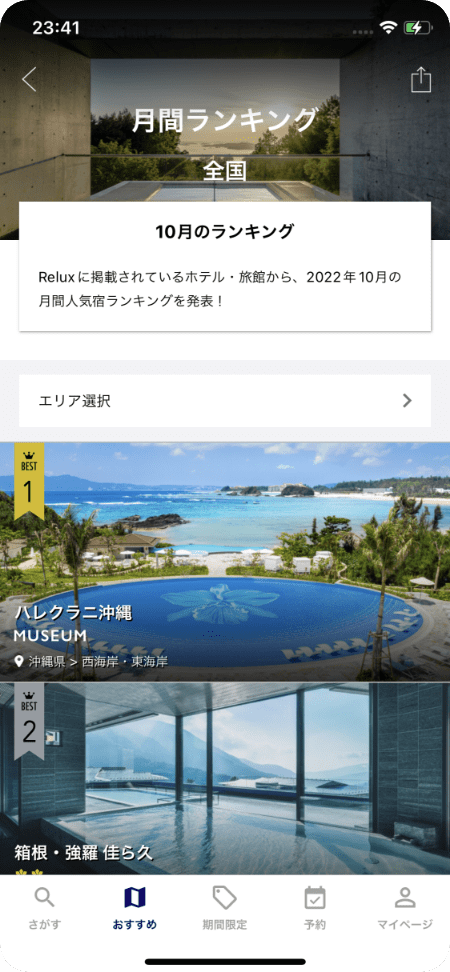 23:41
月間ランキング
全国
10月のランキング
Reluxに掲載されているホテル・旅館から、2022年10月の
月間人気宿ランキングを発表！
エリア選択
BEST
1
ハレクラニ沖縄
MUSEUM
沖縄県 > 西海岸・東海岸
BEST
2
箱根・強羅 佳ら久
さがす
おすすめ
期間限定
予約
マイページ